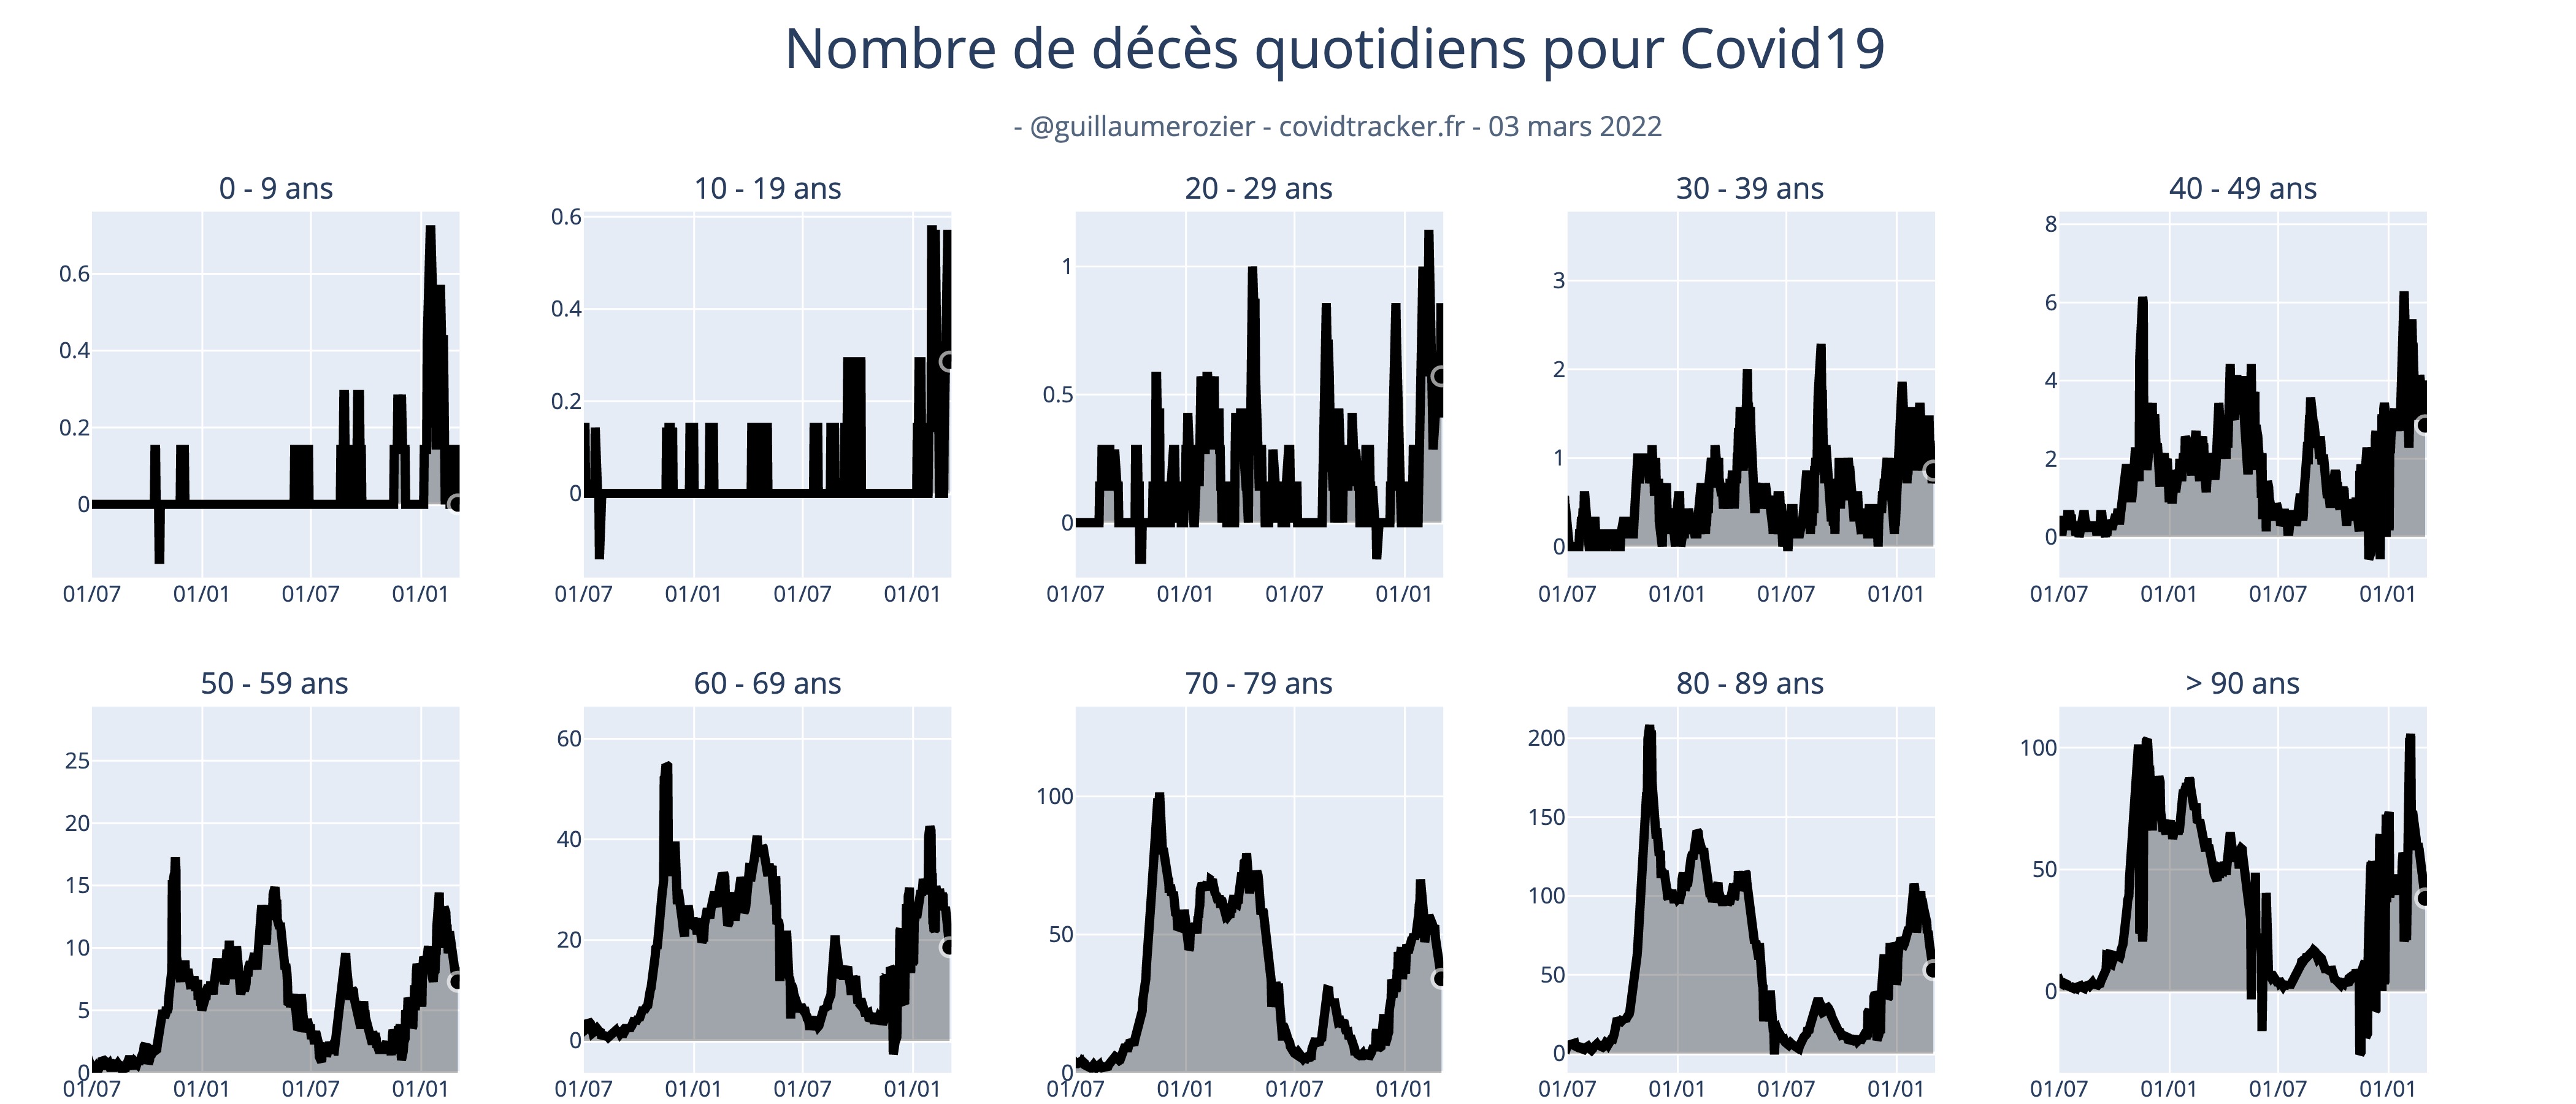 Nombre de décès quotidiens pour Covid19
- @guillaumerozier - covidtracker.fr - 03 mars 2022
0 - 9 ans
0.6
0.4
0.2
0
01/07 01/01 01/07 01/01
10 - 19 ans
0.6
0.4
0.2
0
01/07 01/01 01/07 01/01
20 - 29 ans
1
0.5
0
01/07 01/01 01/07 01/01
30 - 39 ans
3
2
1
0
01/07 01/01 01/07 01/01
40 - 49 ans
8
6
4
2
0
01/07 01/01 01/07 01/01
50 - 59 ans
25
20
15
10
5
0
01/07 01/01 01/07 01/01
60 - 69 ans
60
40
20
0
01/07 01/01 01/07 01/01
70 - 79 ans
100
50
0
01/07 01/01 01/07 01/01
80 - 89 ans
200
150
100
50
0
01/07 01/01 01/07 01/01
> 90 ans
100
50
0
01/07 01/01 01/07 01/01